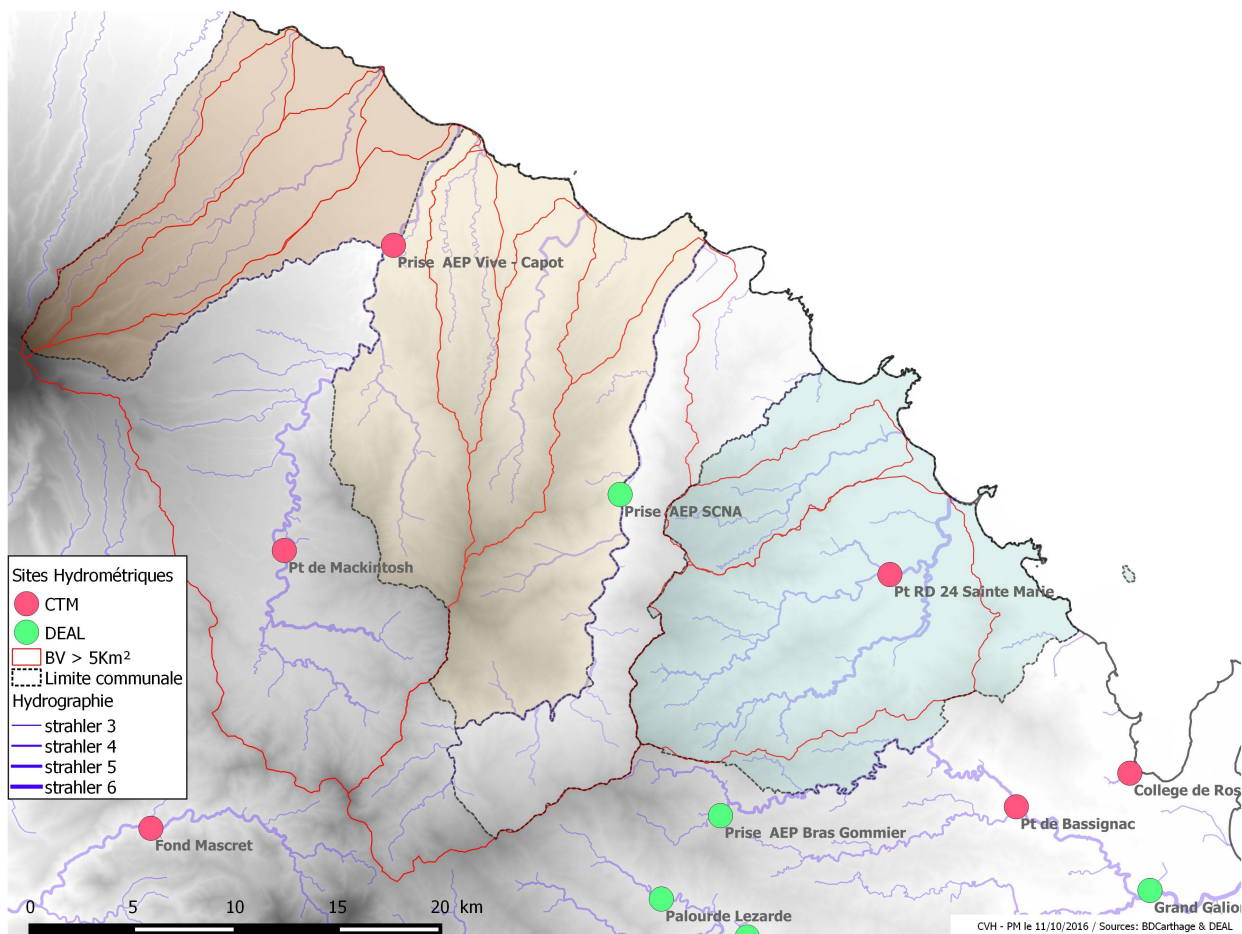 Prise AEP Vive - Capot
Prise AEP SCNA
Pt de Mackintosh
Pt RD 24 Sainte Marie
Sites Hydrométriques
CTM
DEAL
BV > 5Km²
Limite communale
Hydrographie
strahler 3
strahler 4
strahler 5
strahler 6
College de Ros
Pt de Bassignac
Prise AEP Bras Gommier
Fond Mascret
Grand Galion
Palourde Lezarde
0 5 10 15 20 km
CVH - PM le 11/10/2016 / Sources: BDCarthage & DEAL